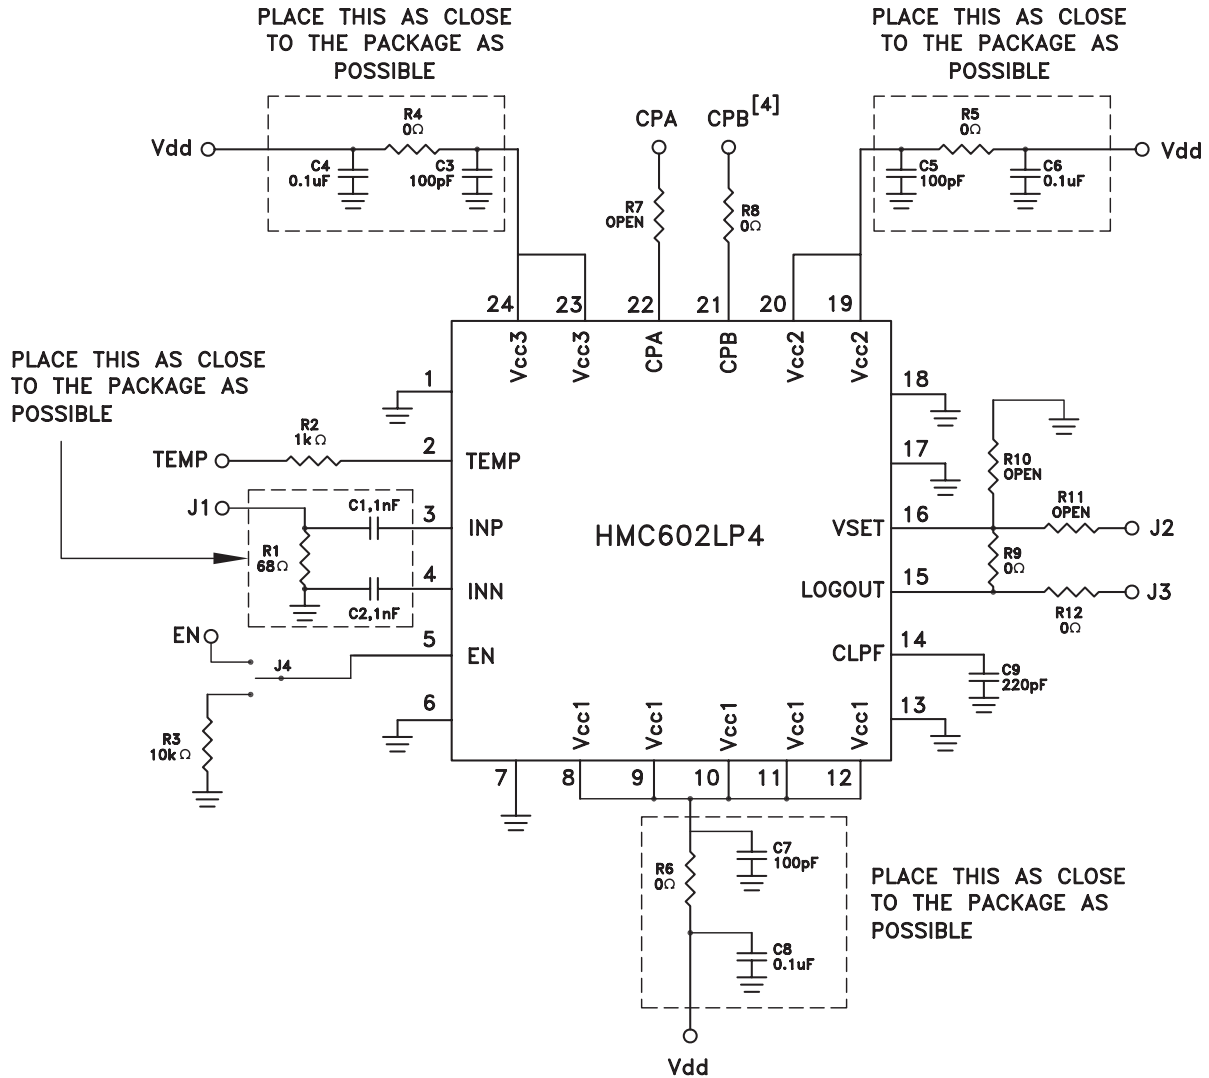 PLACE THIS AS CLOSE
TO THE PACKAGE AS
POSSIBLE
PLACE THIS AS CLOSE
TO THE PACKAGE AS
POSSIBLE
Vdd
R4
0Ω
C4
0.1uF
C3
100pF
CPA
CPB[4]
R7
OPEN
R8
0Ω
R5
0Ω
C5
100pF
C6
0.1uF
Vdd
24
23
22
21
20
19
Vcc3
Vcc3
CPA
CPB
Vcc2
Vcc2
PLACE THIS AS CLOSE
TO THE PACKAGE AS
POSSIBLE
1
18
R2
1kΩ
TEMP
2
TEMP
17
R10
OPEN
J1
C1,1nF
3
INP
HMC602LP4
VSET
16
R11
OPEN
J2
R1
68Ω
4
INN
C2,1nF
LOGOUT
15
R9
0Ω
R12
0Ω
J3
EN
J4
5
EN
CLPF
14
C9
220pF
R3
10kΩ
6
13
Vcc1
Vcc1
Vcc1
Vcc1
Vcc1
7
8
9
10
11
12
R6
0Ω
C7
100pF
C8
0.1uF
PLACE THIS AS CLOSE
TO THE PACKAGE AS
POSSIBLE
Vdd